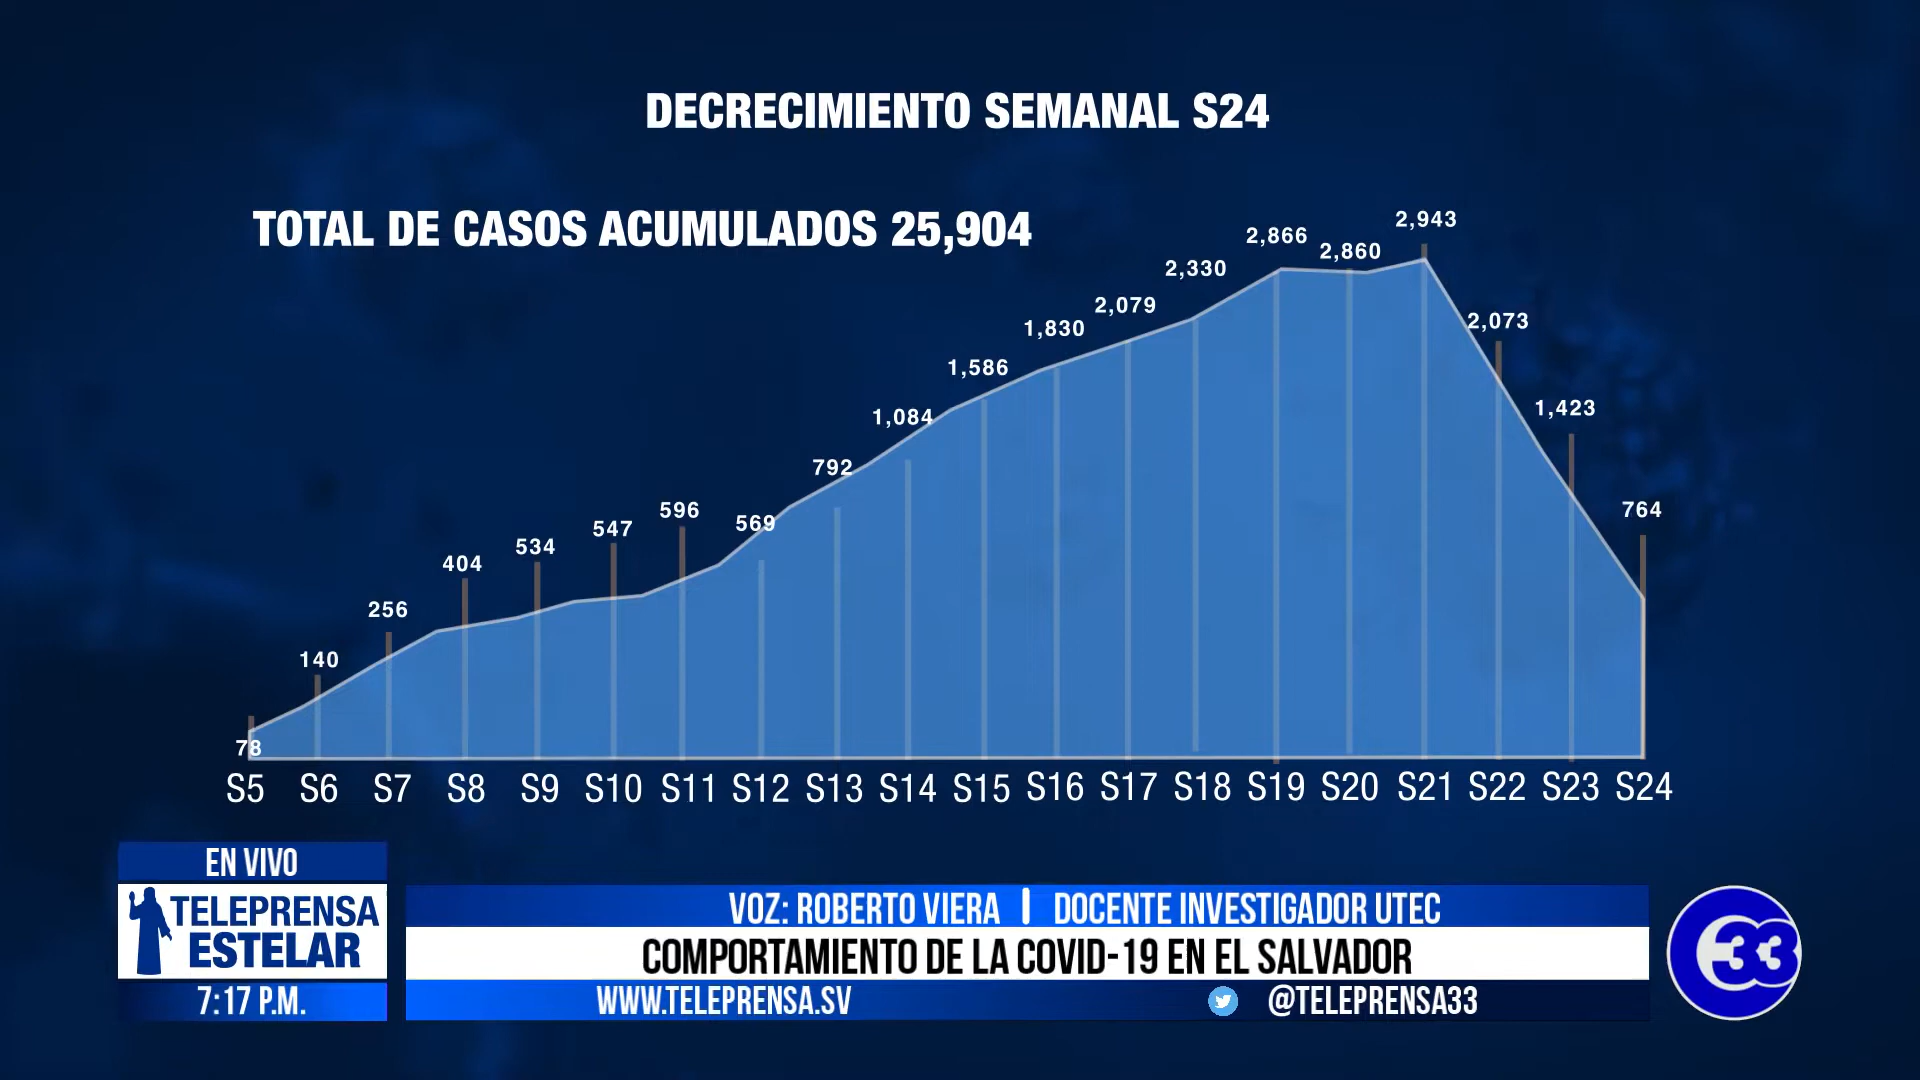 DECRECIMIENTO SEMANAL S24
TOTAL DE CASOS ACUMULADOS 25,904
78
140
256
404
534
547
596
569
792
1,084
1,586
1,830
2,079
2,330
2,866
2,860
2,943
2,073
1,423
764
S5 S6 S7 S8 S9 S10 S11 S12 S13 S14 S15 S16 S17 S18 S19 S20 S21 S22 S23 S24
EN VIVO
TELEPRENSA
ESTELAR
7:17 P.M.
VOZ: ROBERTO VIERA | DOCENTE INVESTIGADOR UTEC
COMPORTAMIENTO DE LA COVID-19 EN EL SALVADOR
WWW.TELEPRENSA.SV @TELEPRENSA33
33